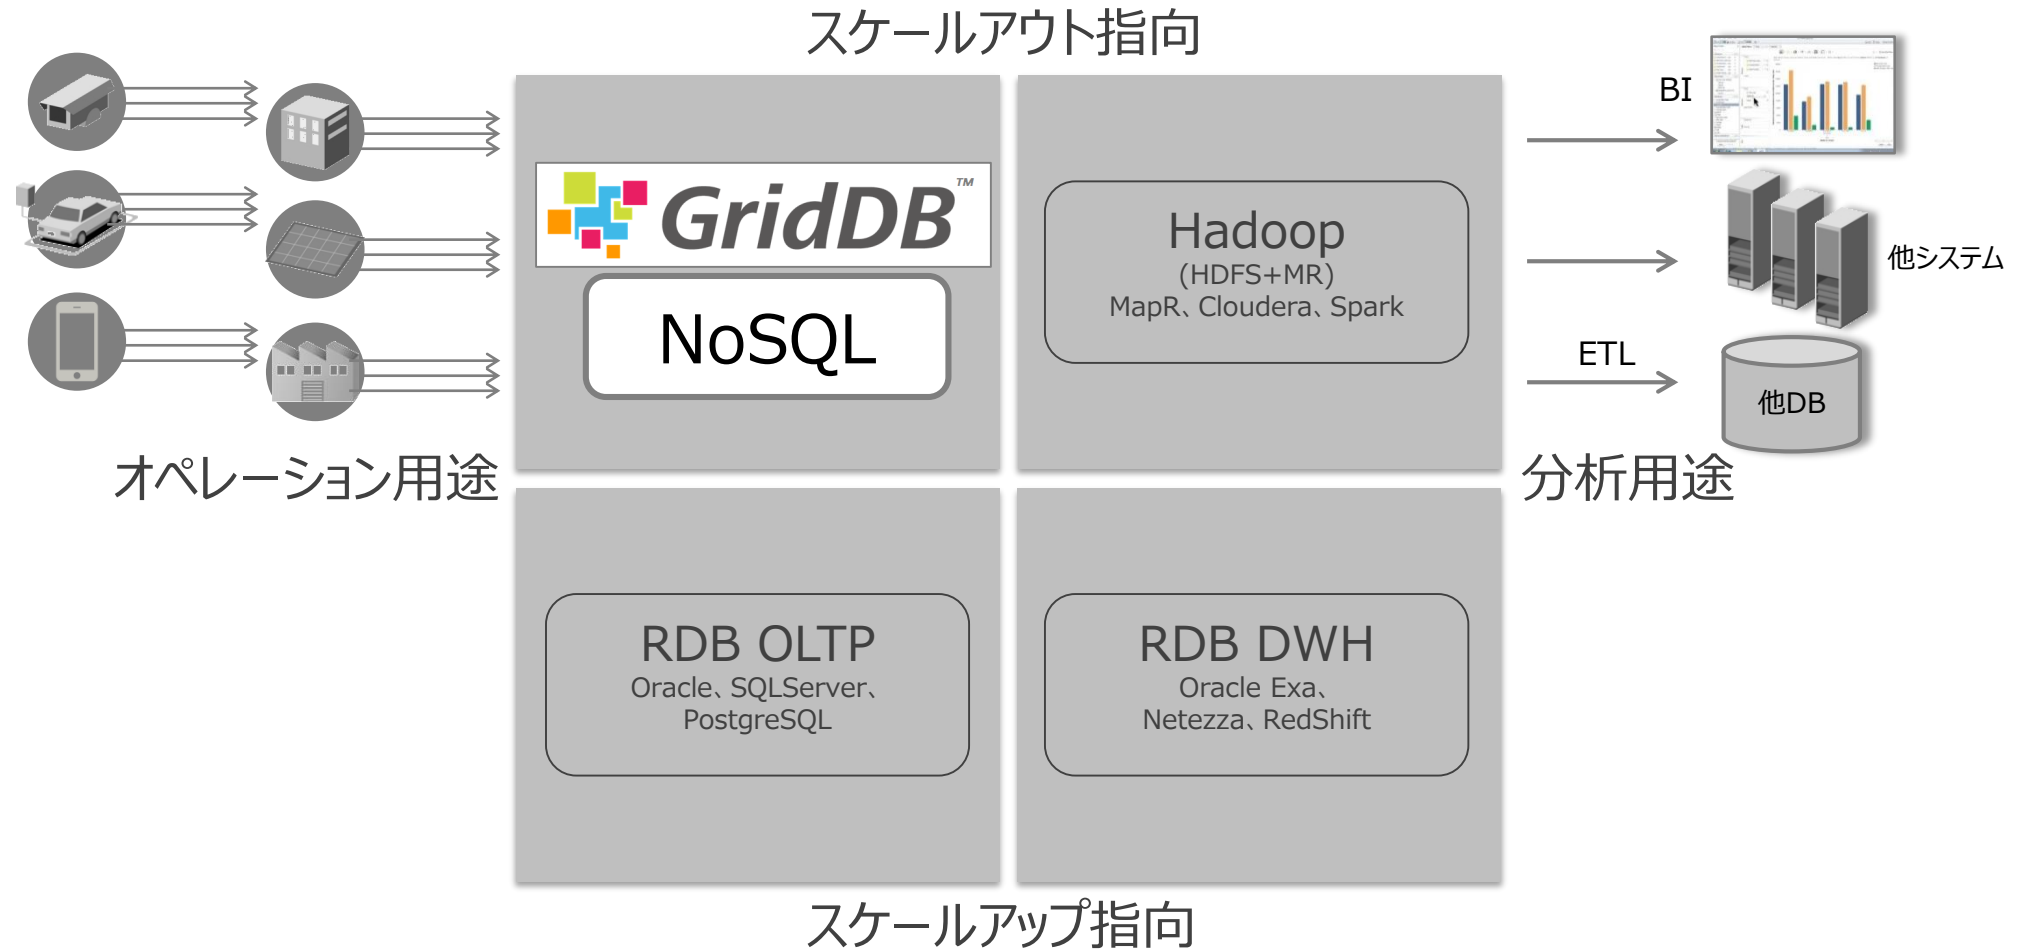 スケールアウト指向
BI
GridDB™
NoSQL
Hadoop
(HDFS+MR)
MapR、Cloudera、Spark
他システム
ETL
他DB
オペレーション用途
分析用途
RDB OLTP
Oracle、SQLServer、
PostgreSQL
RDB DWH
Oracle Exa、
Netezza、RedShift
スケールアップ指向